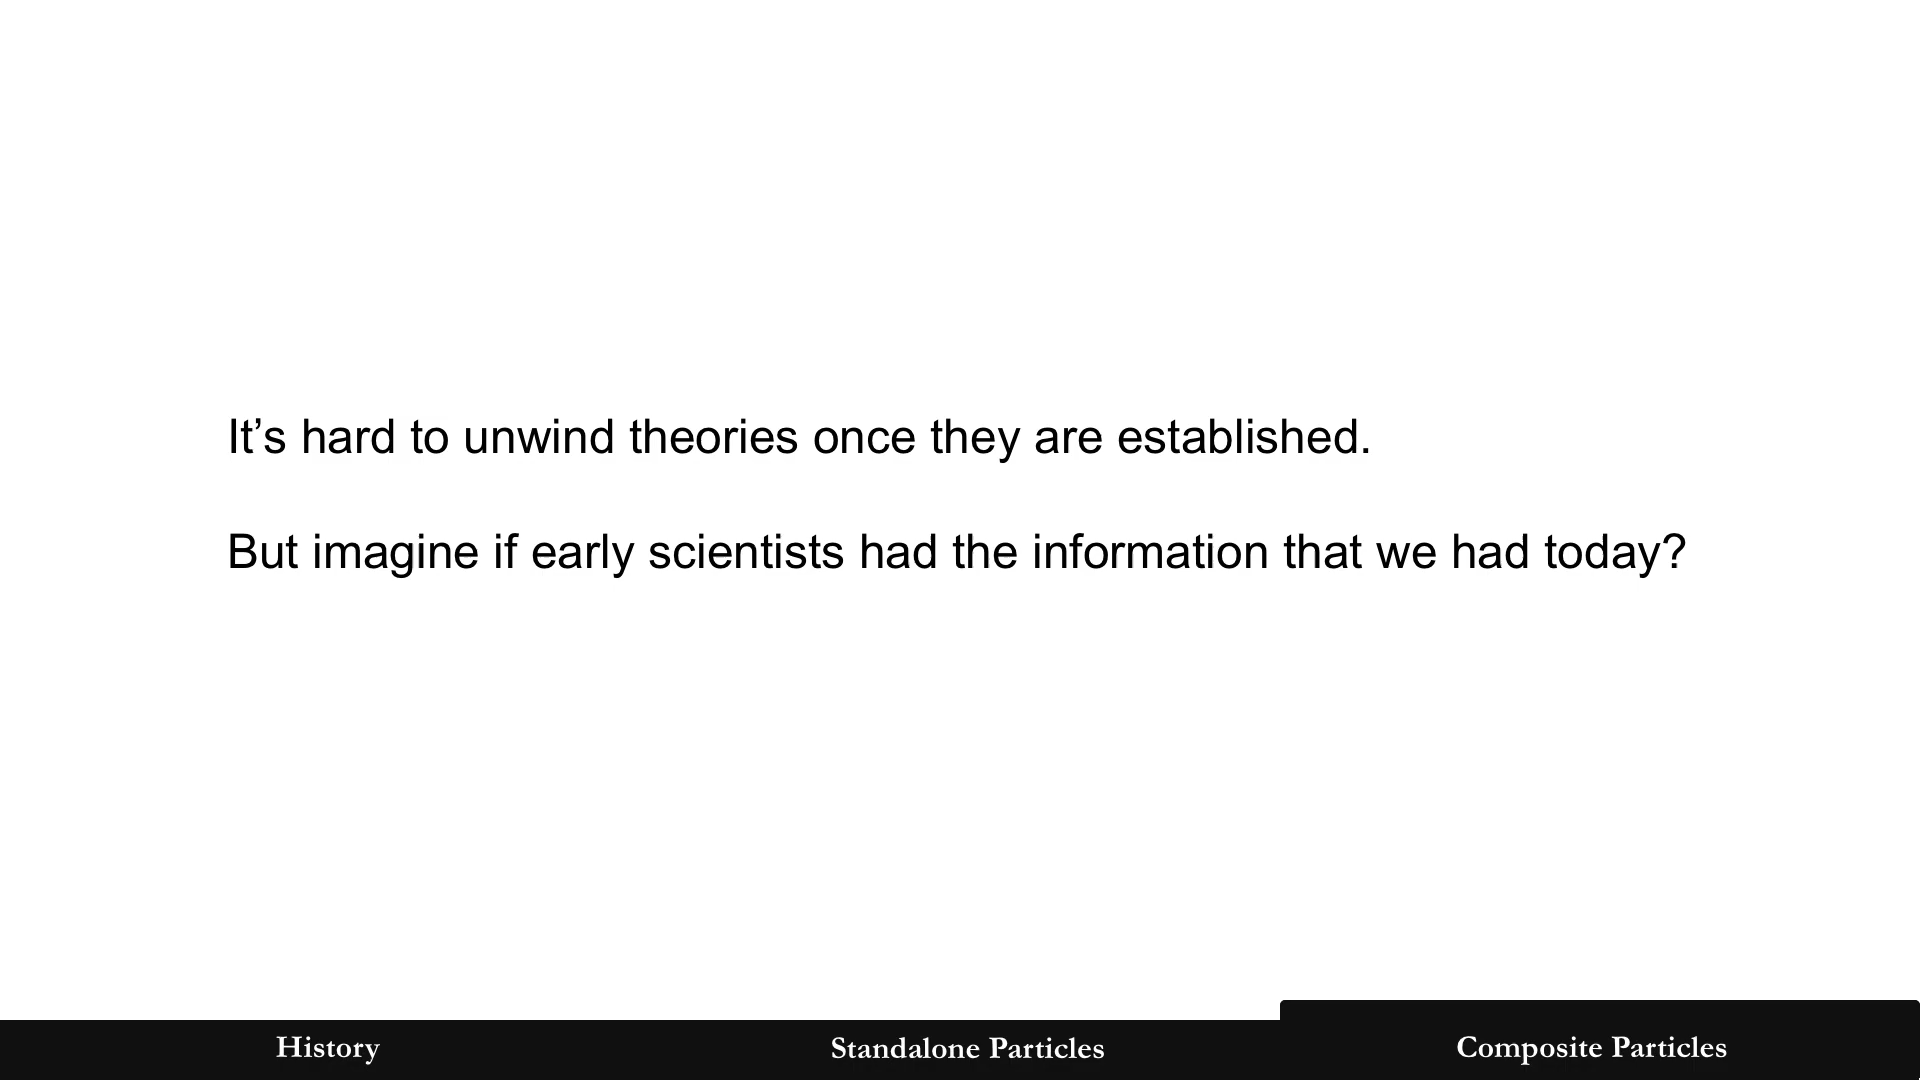 It’s hard to unwind theories once they are established.
But imagine if early scientists had the information that we had today?
History
Standalone Particles
Composite Particles